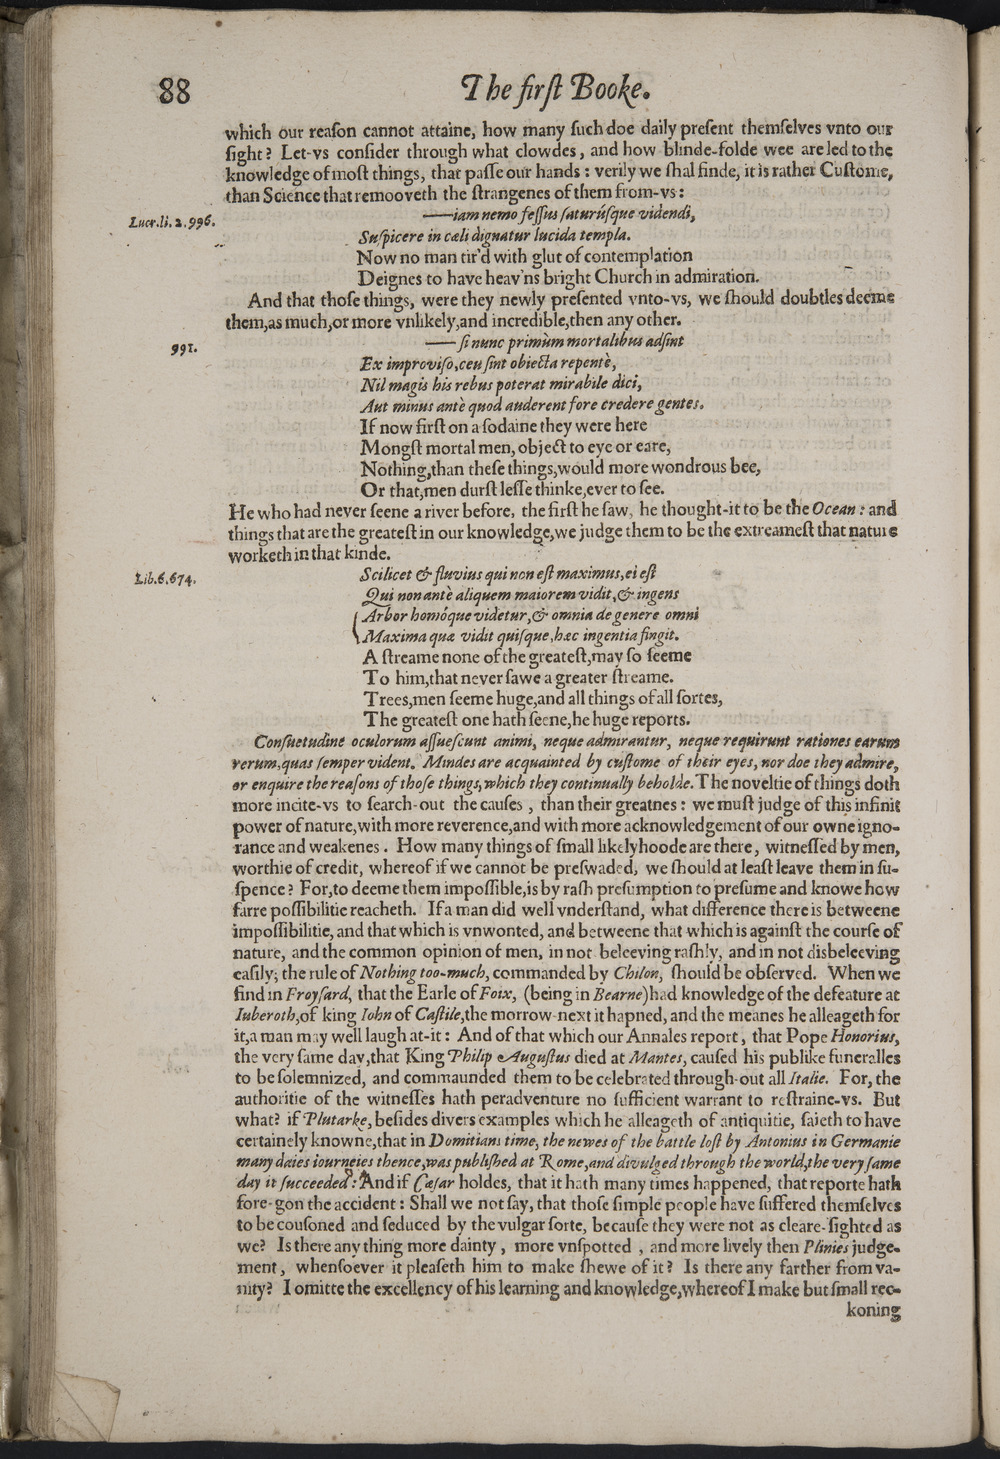 88
The firſt Booke.
which our reaſon cannot attaine, how many ſuch doe daily preſent themſelves vnto our
ſight? Let-vs conſider through what clowdes, and how blinde-folde wee are led to the
knowledge of moſt things, that paſſe our hands: verily we ſhal finde, it is rather Cuſtome,
than Science that remooveth the ſtrangenes of them from-vs:
Lucr. li. 2. 996.
——iam nemo feſſus ſaturúſque videndi,
Suſpicere in cæli dignatur lucida templa.
Now no man tir'd with glut of contemplation
Deignes to have heav'ns bright Church in admiration.
And that thoſe things, were they newly preſented vnto-vs, we ſhould doubtles deeme
them, as much, or more vnlikely, and incredible, then any other.
991.
—— ſi nunc primùm mortalibus adſint
Ex improviſo, ceu ſint obiecta repentè,
Nil magis his rebus poterat mirabile dici,
Aut minus antè quod auderent fore credere gentes.
If now firſt on a ſodaine they were here
Mongſt mortal men, object to eye or eare,
Nothing, than theſe things, would more wondrous bee,
Or that, men durſt leſſe thinke, ever to ſee.
He who had never ſeene a river before, the firſt he ſaw, he thought-it to be the Ocean: and
things that are the greateſt in our knowledge, we judge them to be the extreameſt that nature
worketh in that kinde.
Lib. 6. 674.
Scilicet & fluvius qui non eſt maximus, ei eſt
Qui non antè aliquem maiorem vidit, & ingens
Arbor homóque videtur, & omnia de genere omni
Maxima quæ vidit quiſque, hæc ingentia fingit.
A ſtreame none of the greateſt, may ſo ſeeme
To him, that never ſawe a greater ſtreame.
Trees, men ſeeme huge, and all things of all ſortes,
The greateſt one hath ſeene, he huge reports.
Conſuetudine oculorum aſſueſcunt animi, neque admirantur, neque requirunt rationes earum
rerum, quas ſemper vident. Mindes are acquainted by cuſtome of their eyes, nor doe they admire,
or enquire the reaſons of thoſe things, which they continually beholde. The noveltie of things doth
more incite-vs to ſearch-out the cauſes, than their greatnes: we muſt judge of this infinit
power of nature, with more reverence, and with more acknowledgement of our owne igno-
rance and weakenes. How many things of ſmall likelyhoode are there, witneſſed by men,
worthie of credit, whereof if we cannot be preſwaded, we ſhould at leaſt leave them in ſu-
ſpence? For, to deeme them impoſſible, is by raſh preſumption to preſume and knowe how
farre poſſibilitie reacheth. If a man did well vnderſtand, what difference there is betweene
impoſſibilitie, and that which is vnwonted, and betweene that which is againſt the courſe of
nature, and the common opinion of men, in not beleeving raſhly, and in not disbeleeving
eaſily; the rule of Nothing too-much, commanded by Chilon, ſhould be obſerved. When we
find in Froyſard, that the Earle of Foix, (being in Bearne) had knowledge of the defeature at
Iuberoth, of king Iohn of Caſtile, the morrow-next it hapned, and the meanes he alleageth for
it, a man may well laugh at-it: And of that which our Annales report, that Pope Honorius,
the very ſame day, that King Philip Auguſtus died at Mantes, cauſed his publike funeralles
to be ſolemnized, and commaunded them to be celebrated through-out all Italie. For, the
authoritie of the witneſſes hath peradventure no ſufficient warrant to reſtraine-vs. But
what? if Plutarke, beſides divers examples which he alleageth of antiquitie, ſaieth to have
certainely knowne, that in Domitians time, the newes of the battle loſt by Antonius in Germanie
many daies iourneies thence, was publiſhed at Rome, and divulged through the world, the very ſame
day it ſucceeded: And if Cæſar holdes, that it hath many times happened, that reporte hath
fore-gon the accident: Shall we not ſay, that thoſe ſimple people have ſuffered themſelves
to be couſoned and ſeduced by the vulgar ſorte, becauſe they were not as cleare-ſighted as
we? Is there any thing more dainty, more vnſpotted, and more lively then Plinies judge-
ment, whenſoever it pleaſeth him to make ſhewe of it? Is there any farther from va-
nity? I omitte the excellency of his learning and knowledge, whereof I make but ſmall rec-
koning